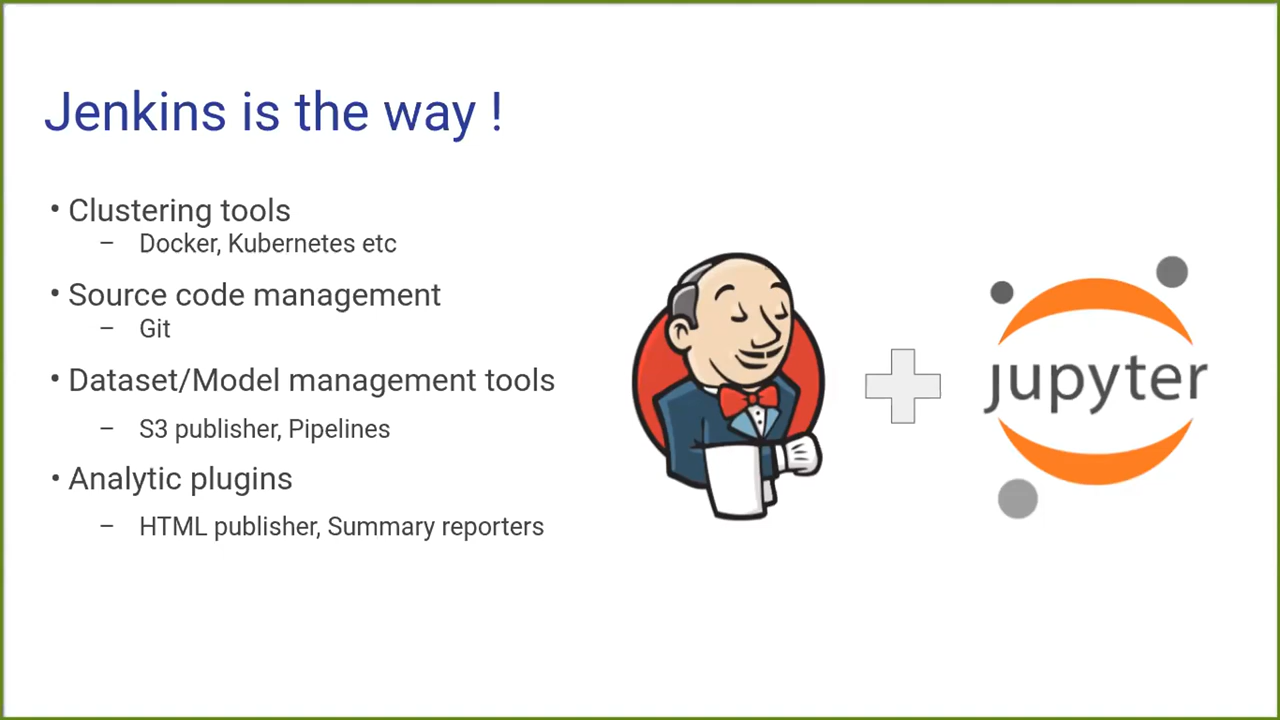 Jenkins is the way !
• Clustering tools
– Docker, Kubernetes etc
• Source code management
– Git
• Dataset/Model management tools
– S3 publisher, Pipelines
• Analytic plugins
– HTML publisher, Summary reporters
jupyter